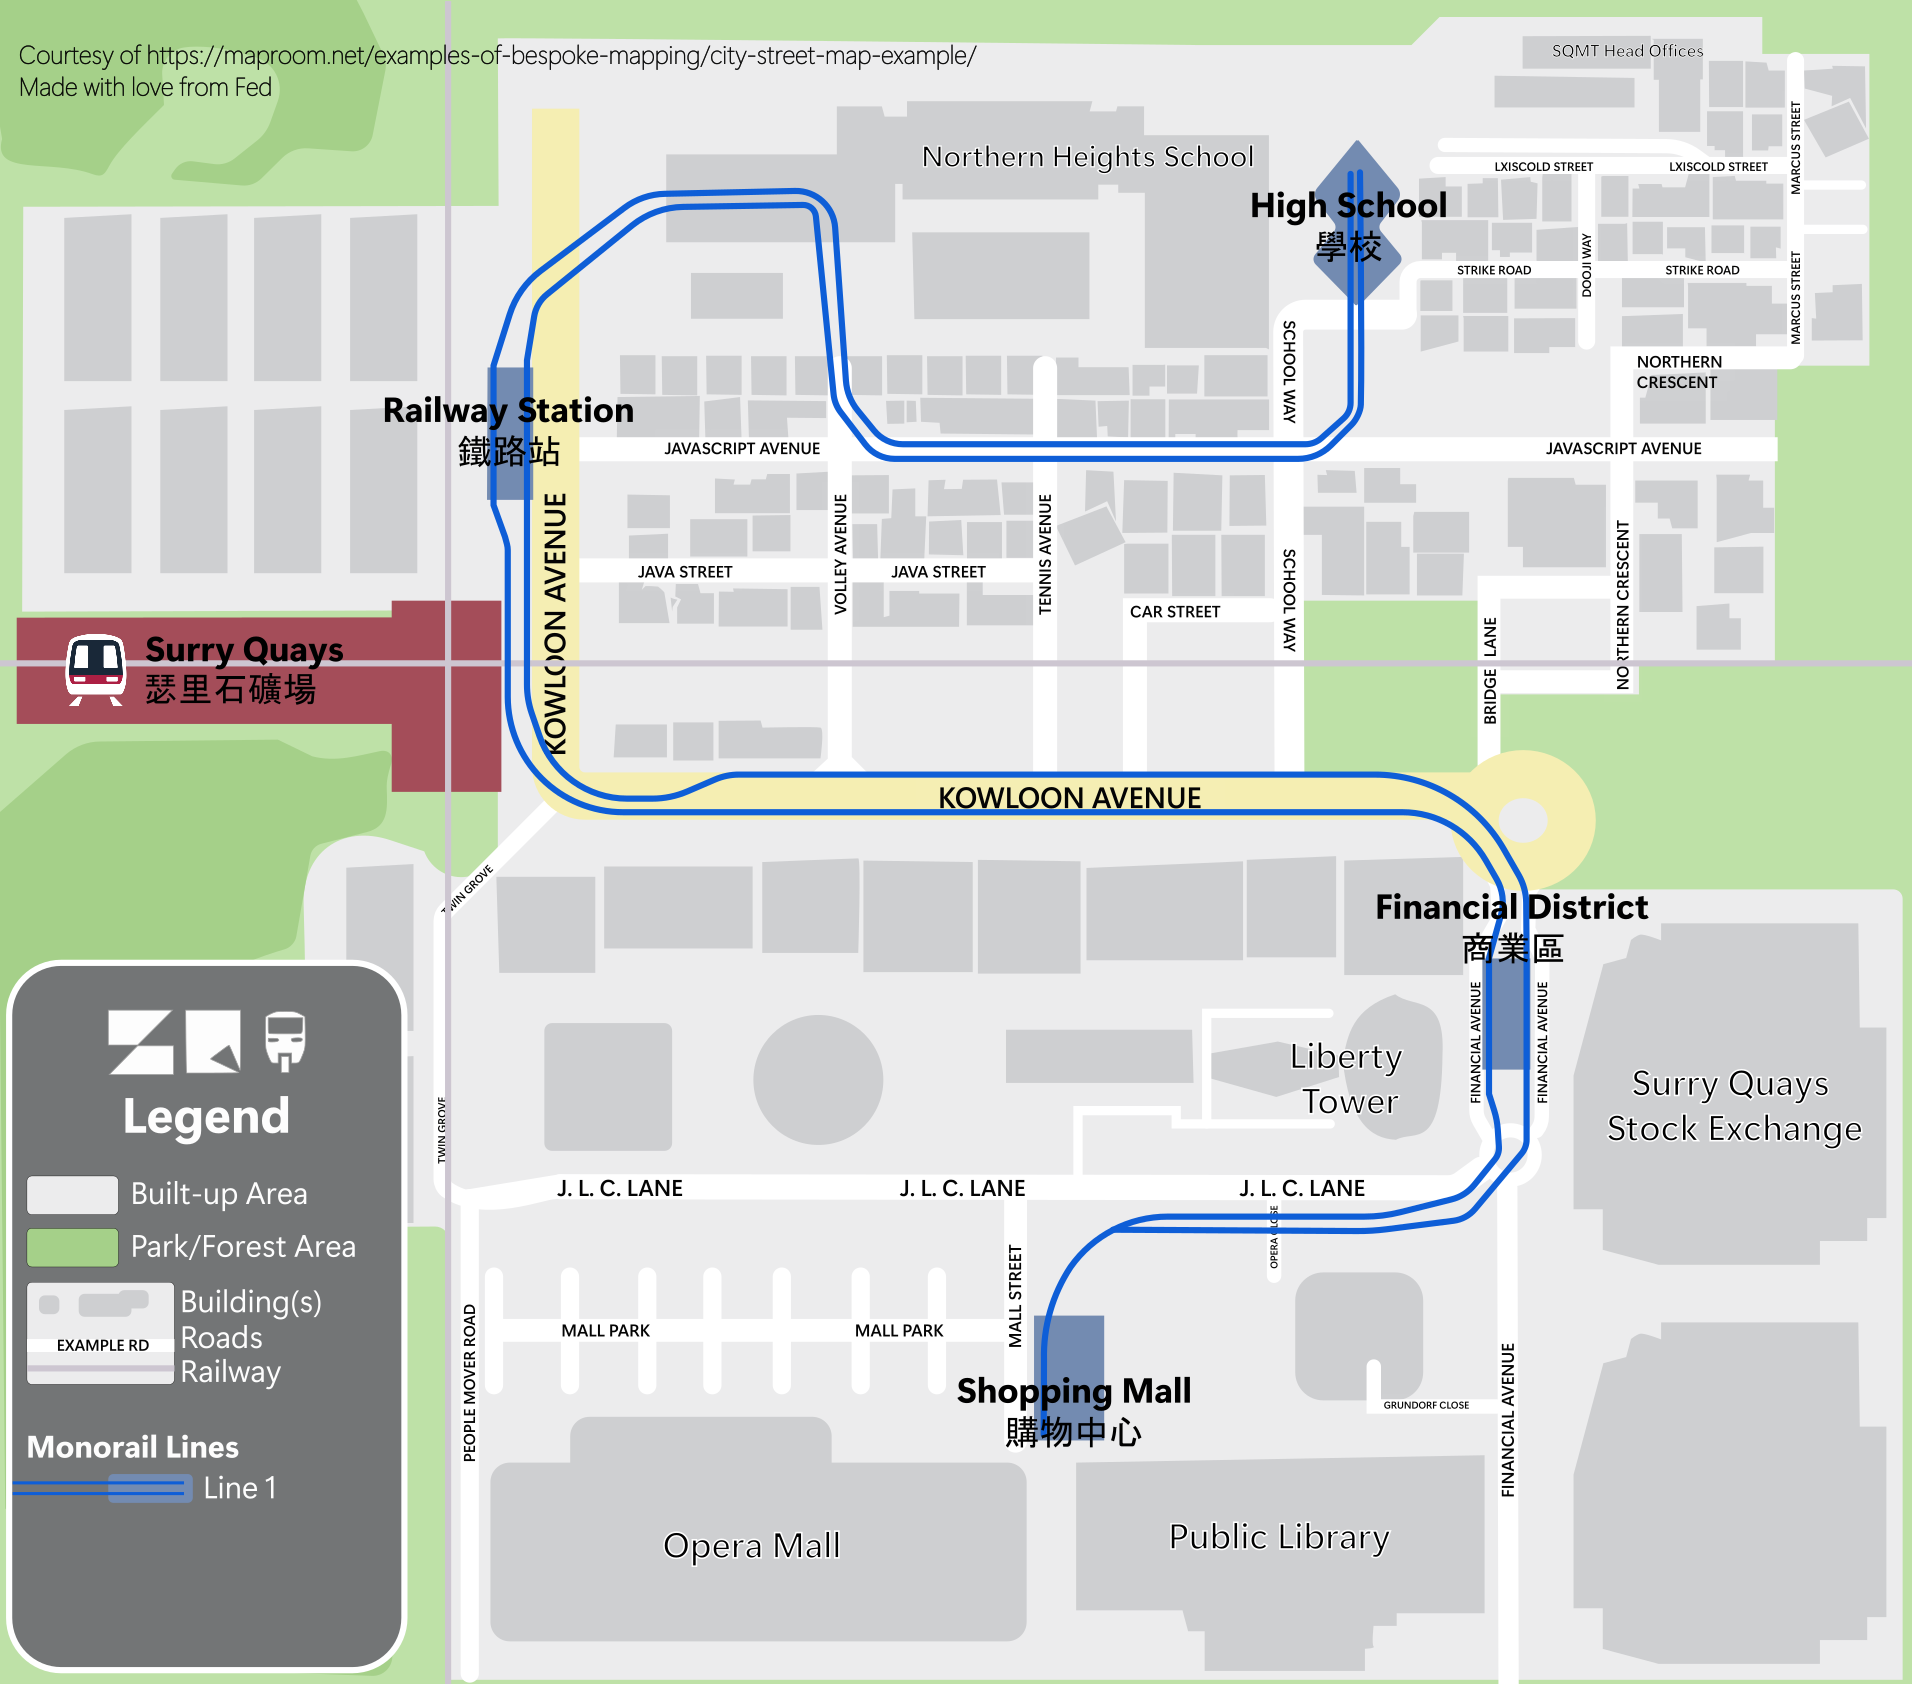 Courtesy of https://maproom.net/examples-of-bespoke-mapping/city-street-map-example/
Made with love from Fed
SQMT Head Offices
Northern Heights School
High School
學校
LXISCOLD STREET
LXISCOLD STREET
MARCUS STREET
MARCUS STREET
DOOJI WAY
STRIKE ROAD
STRIKE ROAD
NORTHERN
CRESCENT
SCHOOL WAY
Railway Station
鐵路站
JAVASCRIPT AVENUE
JAVASCRIPT AVENUE
KOWLOON AVENUE
VOLLEY AVENUE
TENNIS AVENUE
SCHOOL WAY
NORTHERN CRESCENT
JAVA STREET
JAVA STREET
CAR STREET
BRIDGE LANE
Surry Quays
瑟里石礦場
KOWLOON AVENUE
TWIN GROVE
Financial District
商業區
FINANCIAL AVENUE
FINANCIAL AVENUE
Liberty
Tower
Surry Quays
Stock Exchange
TWIN GROVE
J. L. C. LANE
J. L. C. LANE
J. L. C. LANE
OPERA CLOSE
MALL STREET
PEOPLE MOVER ROAD
MALL PARK
MALL PARK
Shopping Mall
購物中心
GRUNDORF CLOSE
FINANCIAL AVENUE
Opera Mall
Public Library
Legend
Built-up Area
Park/Forest Area
Building(s)
EXAMPLE RD
Roads
Railway
Monorail Lines
Line 1